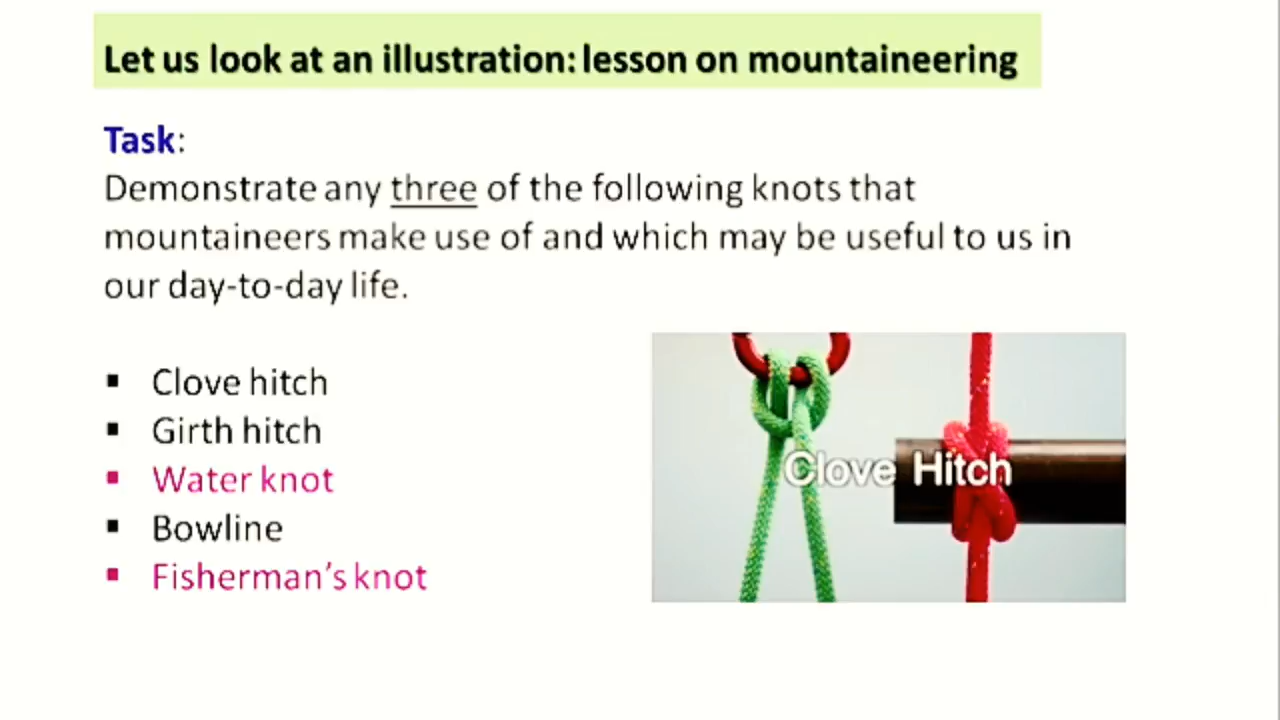 Let us look at an illustration: lesson on mountaineering
Task:
Demonstrate any three of the following knots that
mountaineers make use of and which may be useful to us in
our day-to-day life.
▪ Clove hitch
▪ Girth hitch
▪ Water knot
▪ Bowline
▪ Fisherman's knot
Clove Hitch